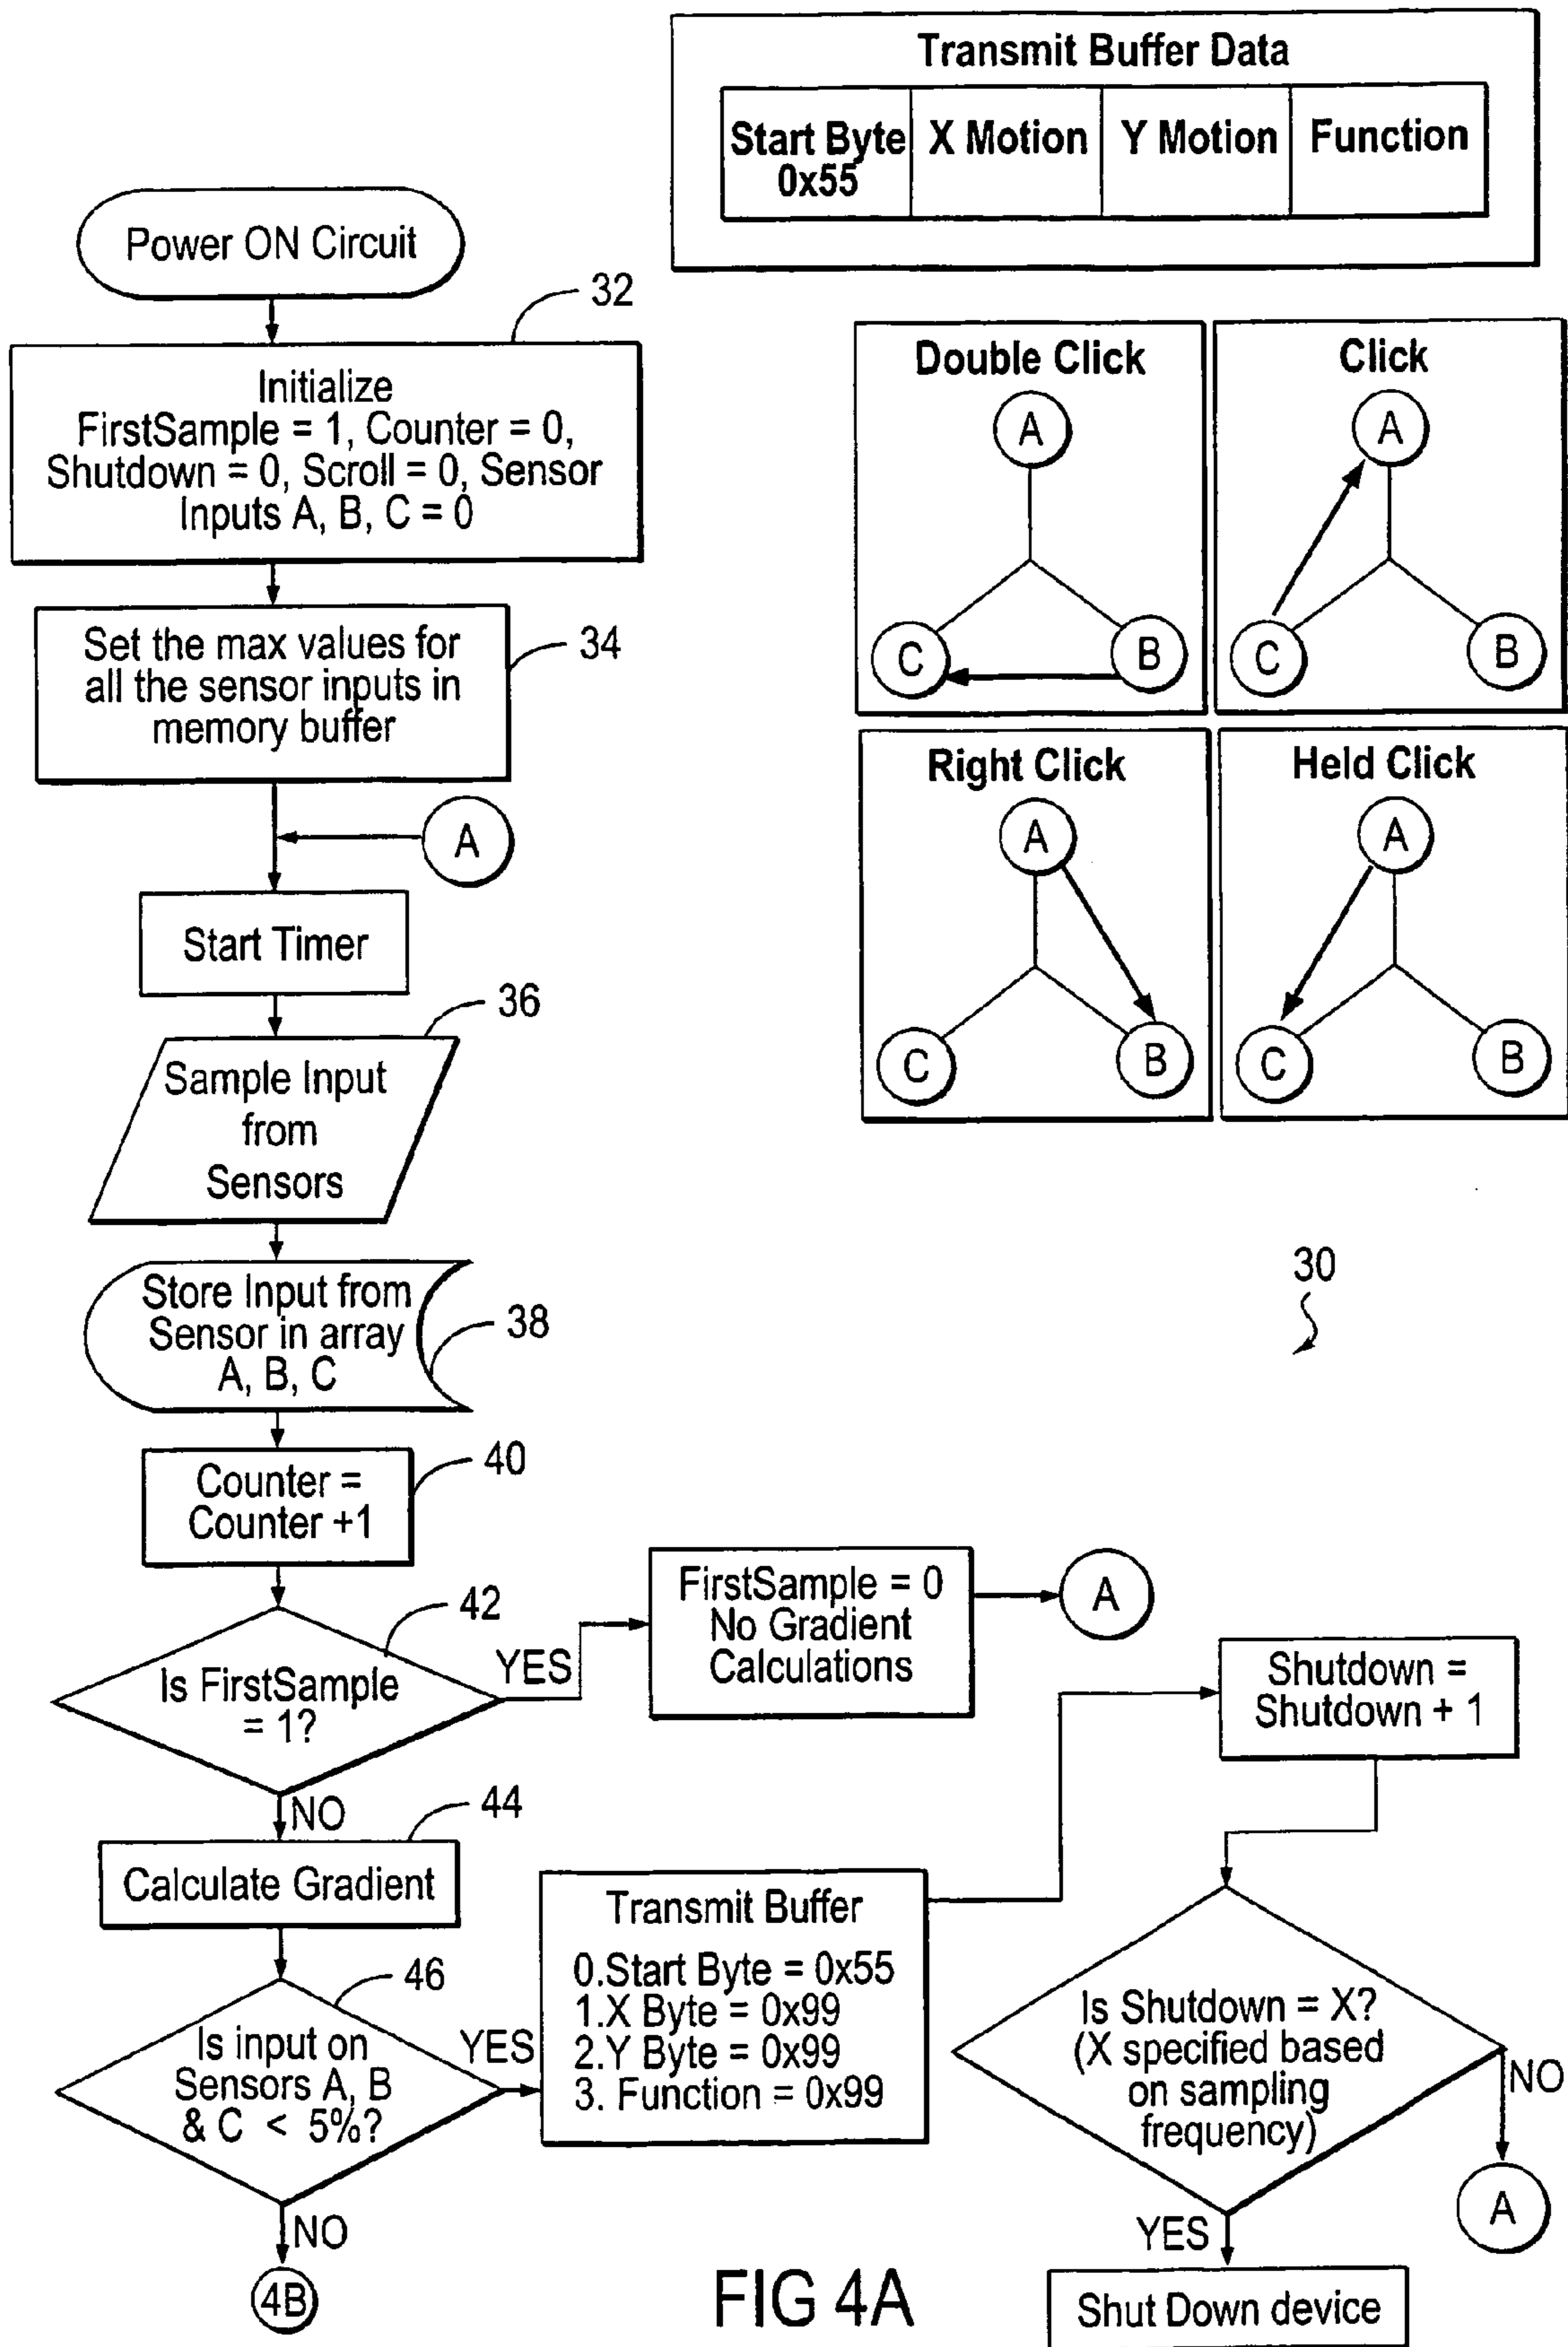 Transmit Buffer Data
Start Byte
0x55
X Motion
Y Motion
Function
Power ON Circuit
32
Initialize
FirstSample = 1, Counter = 0,
Shutdown = 0, Scroll = 0, Sensor
Inputs A, B, C = 0
34
Set the max values for
all the sensor inputs in
memory buffer
A
Start Timer
36
Sample Input
from
Sensors
38
Store Input from
Sensor in array
A, B, C
40
Counter =
Counter +1
42
Is FirstSample
= 1?
YES
FirstSample = 0
No Gradient
Calculations
A
NO
44
Calculate Gradient
46
Is input on
Sensors A, B
& C < 5%?
YES
NO
4B
Transmit Buffer
0.Start Byte = 0x55
1.X Byte = 0x99
2.Y Byte = 0x99
3. Function = 0x99
Shutdown =
Shutdown + 1
Is Shutdown = X?
(X specified based
on sampling
frequency)
NO
A
YES
Shut Down device
Double Click
A
C
B
Click
A
C
B
Right Click
A
C
B
Held Click
A
C
B
30
FIG 4A